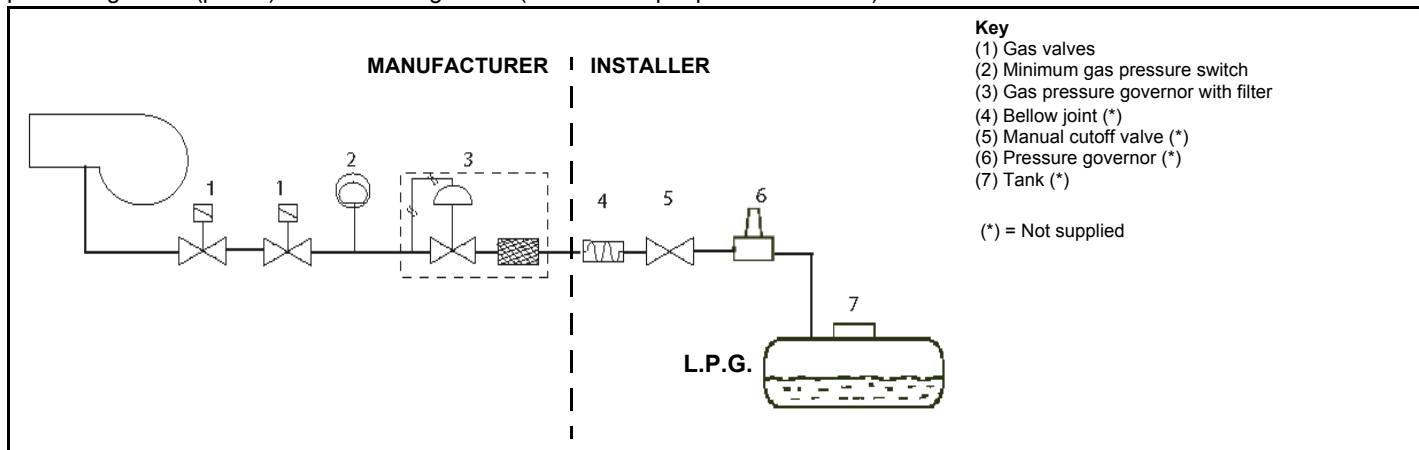 MANUFACTURER INSTALLER
1
1
2
3
4
5
6
7
L.P.G.
Key
(1) Gas valves
(2) Minimum gas pressure switch
(3) Gas pressure governor with filter
(4) Bellow joint (*)
(5) Manual cutoff valve (*)
(6) Pressure governor (*)
(7) Tank (*)
(*) = Not supplied